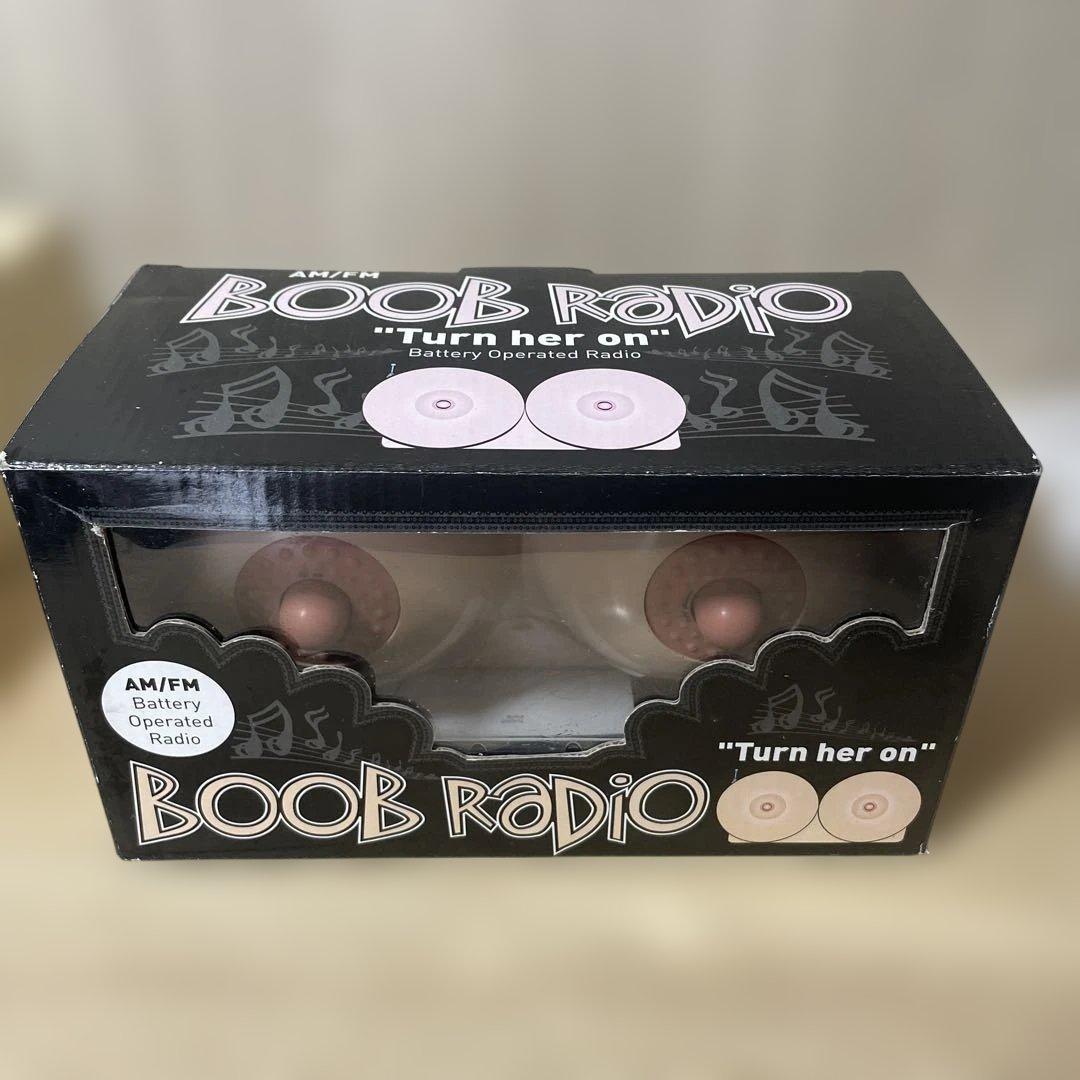 AM/FM
BOOB RaDiO
"Turn her on"
Battery Operated Radio
AM/FM
Battery
Operated
Radio
"Turn her on"
BOOB RaDiO